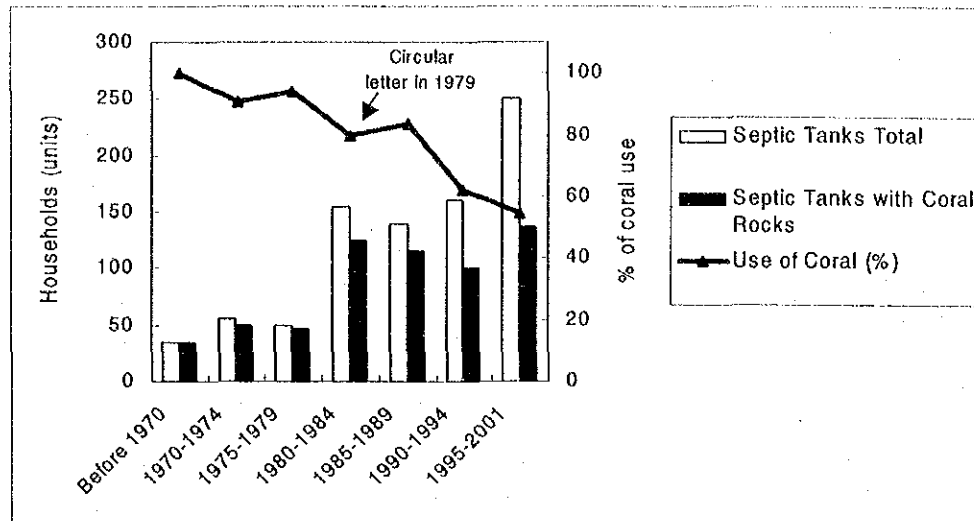 300
250
200
150
100
50
0
Households (units)
Circular
letter in 1979
100
80
60
40
20
0
% of coral use
Before 1970
1970-1974
1975-1979
1980-1984
1985-1989
1990-1994
1995-2001
Septic Tanks Total
Septic Tanks with Coral
Rocks
Use of Coral (%)